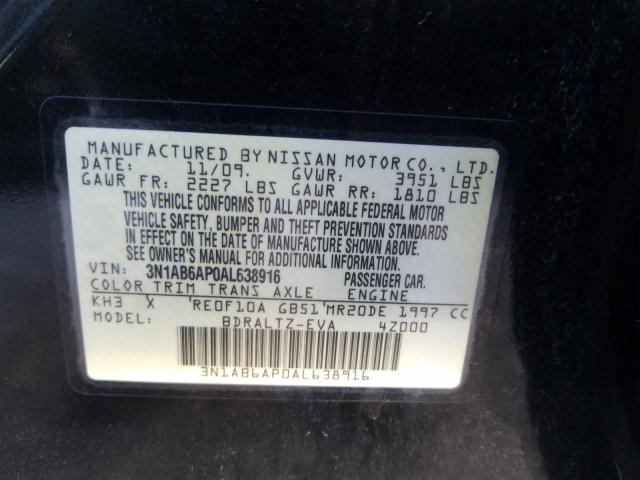 MANUFACTURED BY NISSAN MOTOR CO., LTD.
DATE: 11/09. GVWR: 3951 LBS
GAWR FR: 2227 LBS GAWR RR: 1810 LBS
THIS VEHICLE CONFORMS TO ALL APPLICABLE FEDERAL MOTOR
VEHICLE SAFETY, BUMPER AND THEFT PREVENTION STANDARDS
IN EFFECT ON THE DATE OF MANUFACTURE SHOWN ABOVE.
SEE OWNER'S MANUAL FOR ADDITIONAL INFORMATION.
VIN: 3N1AB6AP0AL638916 PASSENGER CAR.
COLOR TRIM TRANS AXLE ENGINE
KH3 X RE0F10A GB51 MR20DE 1997 CC
MODEL: BDRALTZ-EVA 4Z000
3N1AB6AP0AL638916